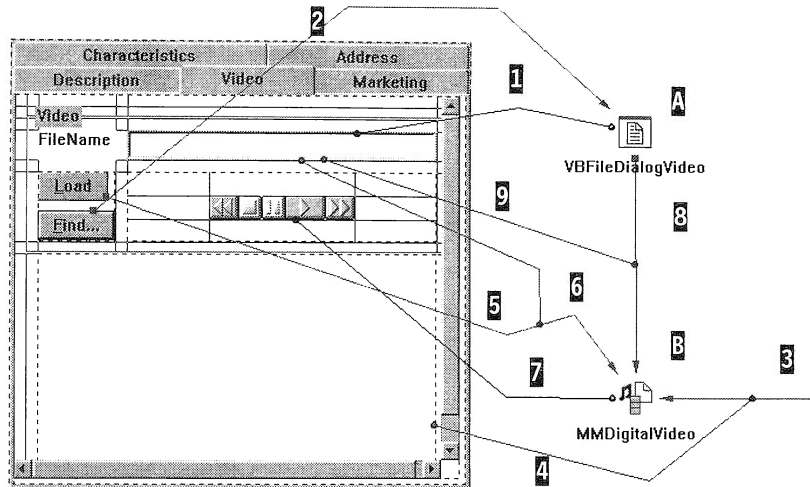 2
Characteristics
Address
Description
Video
Marketing
1
A
Video
FileName
VBFileDialogVideo
Load
9
8
Find...
5
6
B
3
7
MMDigitalVideo
4